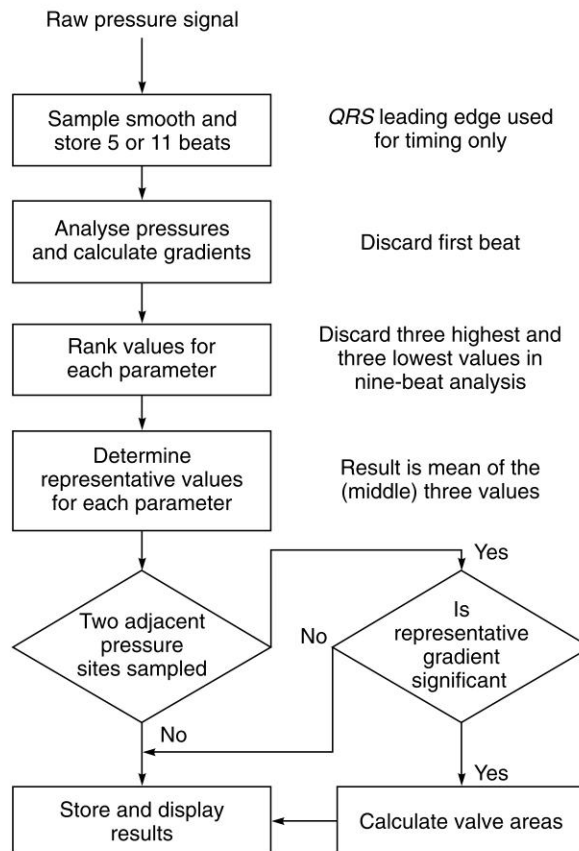 Raw pressure signal
Sample smooth and
store 5 or 11 beats
QRS leading edge used
for timing only
Analyse pressures
and calculate gradients
Discard first beat
Rank values for
each parameter
Discard three highest and
three lowest values in
nine-beat analysis
Determine
representative values
for each parameter
Result is mean of the
(middle) three values
Yes
Two adjacent
pressure
sites sampled
No
Is
representative
gradient
significant
No
Yes
Store and display
results
Calculate valve areas